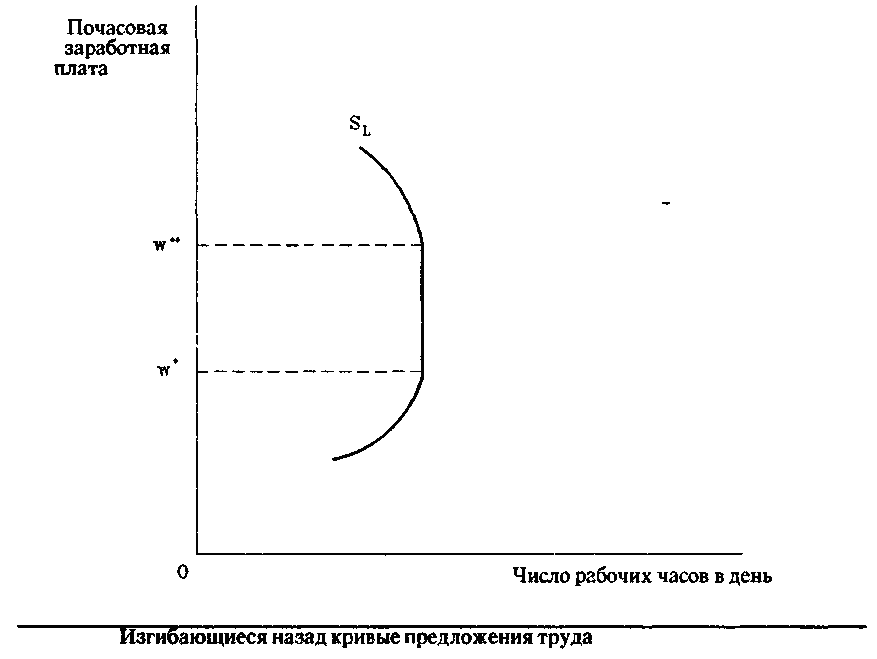 Почасовая
заработная
плата
S_L
w**
w*
0
Число рабочих часов в день
Изгибающиеся назад кривые предложения труда